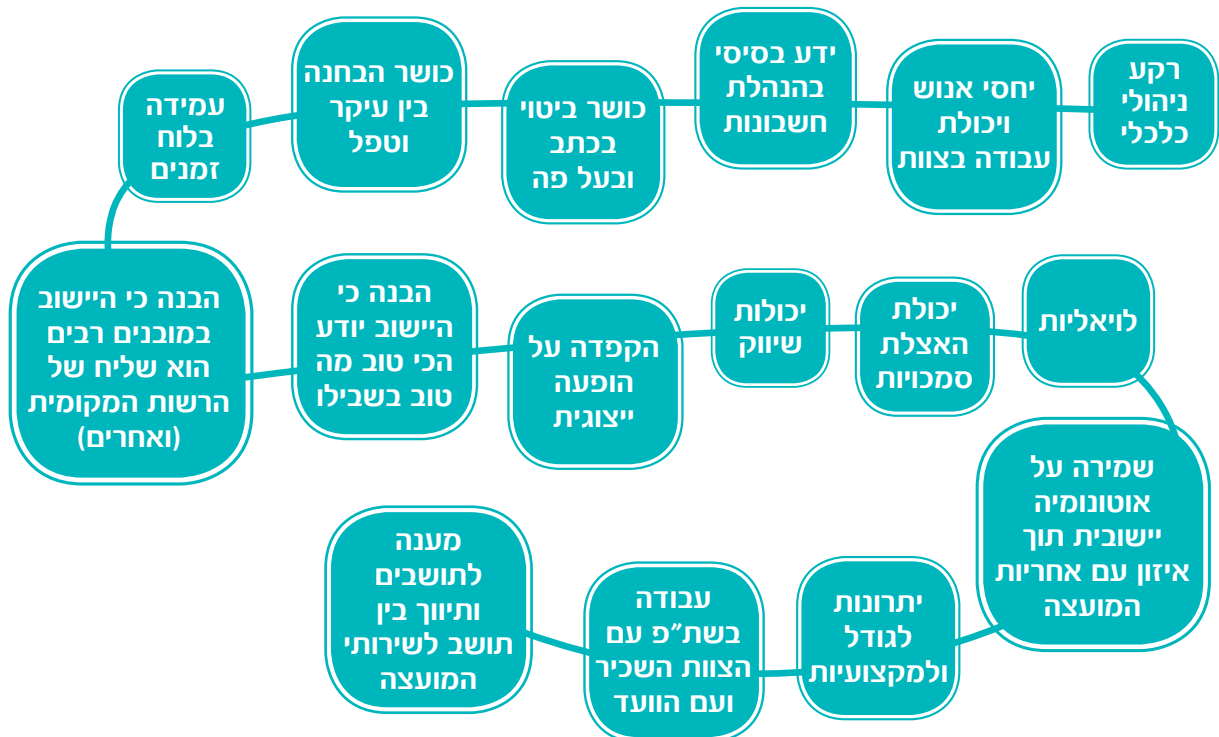 רקע
ניהולי
כלכלי
יחסי אנוש
ויכולת
עבודה בצוות
ידע בסיסי
בהנהלת
חשבונות
כושר ביטוי
בכתב
ובעל פה
כושר הבחנה
בין עיקר
וטפל
עמידה
בלוח
זמנים
הבנה כי היישוב
במובנים רבים
הוא שליח של
הרשות המקומית
(ואחרים)
הבנה כי
היישוב יודע
הכי טוב מה
טוב בשבילו
הקפדה על
הופעה
ייצוגית
יכולות
שיווק
יכולת
האצלת
סמכויות
לויאליות
שמירה על
אוטונומיה
יישובית תוך
איזון עם אחריות
המועצה
יתרונות
לגודל
ולמקצועיות
עבודה
בשת"פ עם
הצוות השכיר
ועם הוועד
מענה
לתושבים
ותיווך בין
תושב לשירותי
המועצה